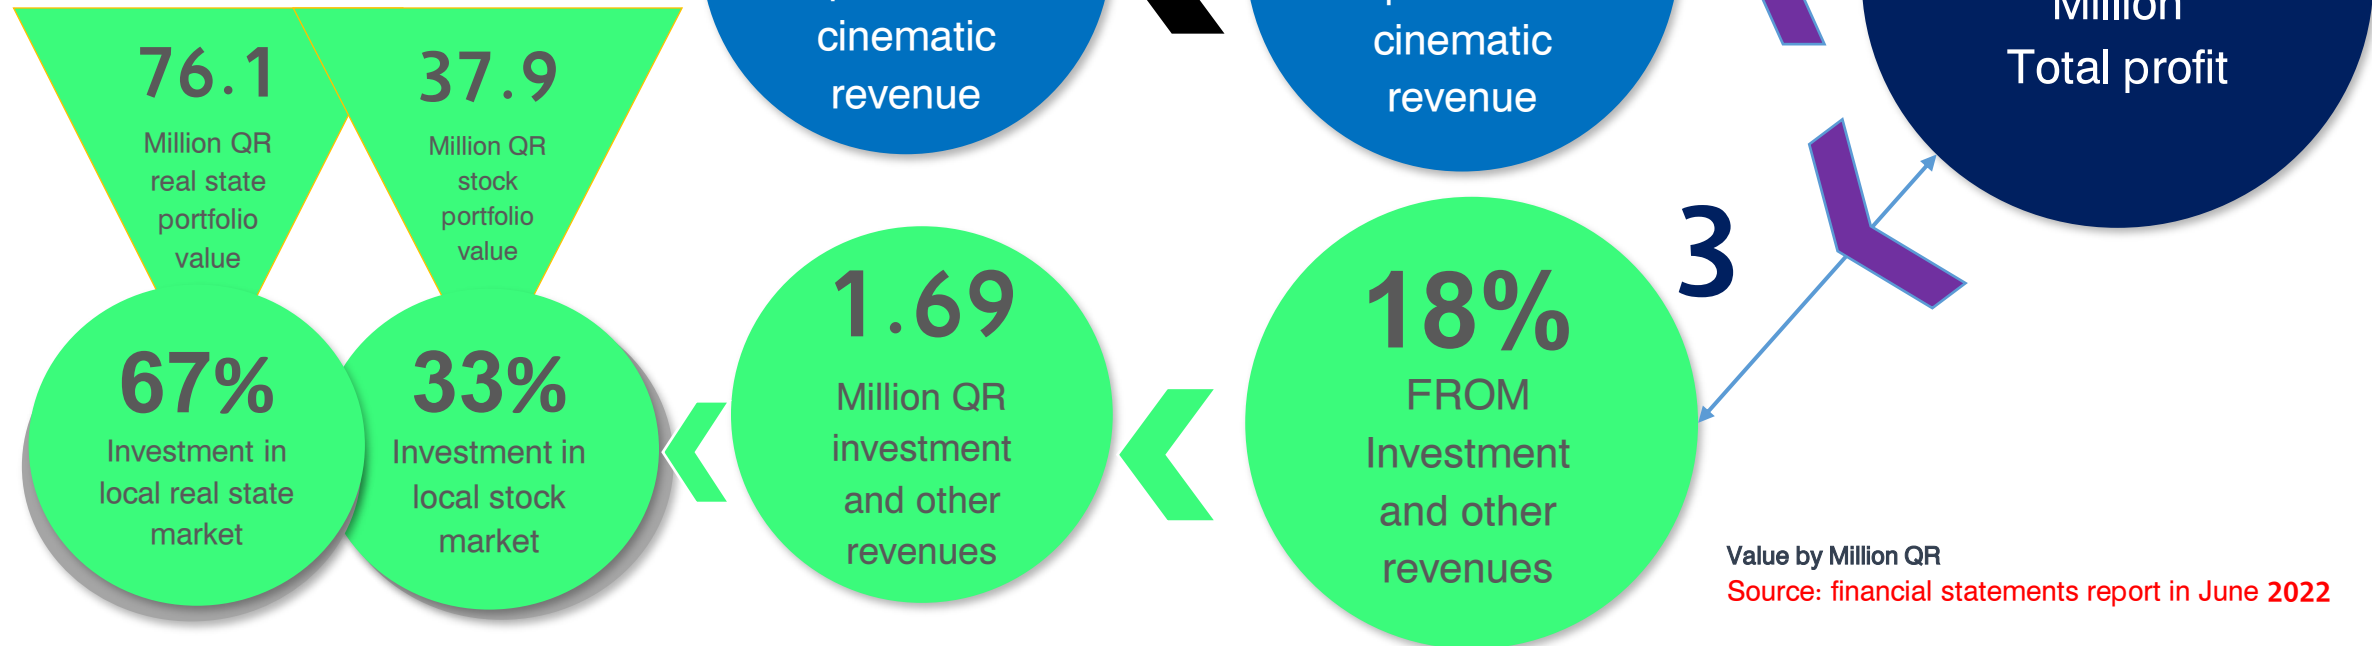 76.1
Million QR
real state
portfolio
value
37.9
Million QR
stock
portfolio
value
cinematic
revenue
cinematic
revenue
Million
Total profit
67%
Investment in
local real state
market
33%
Investment in
local stock
market
1.69
Million QR
investment
and other
revenues
18%
FROM
Investment
and other
revenues
3
Value by Million QR
Source: financial statements report in June 2022